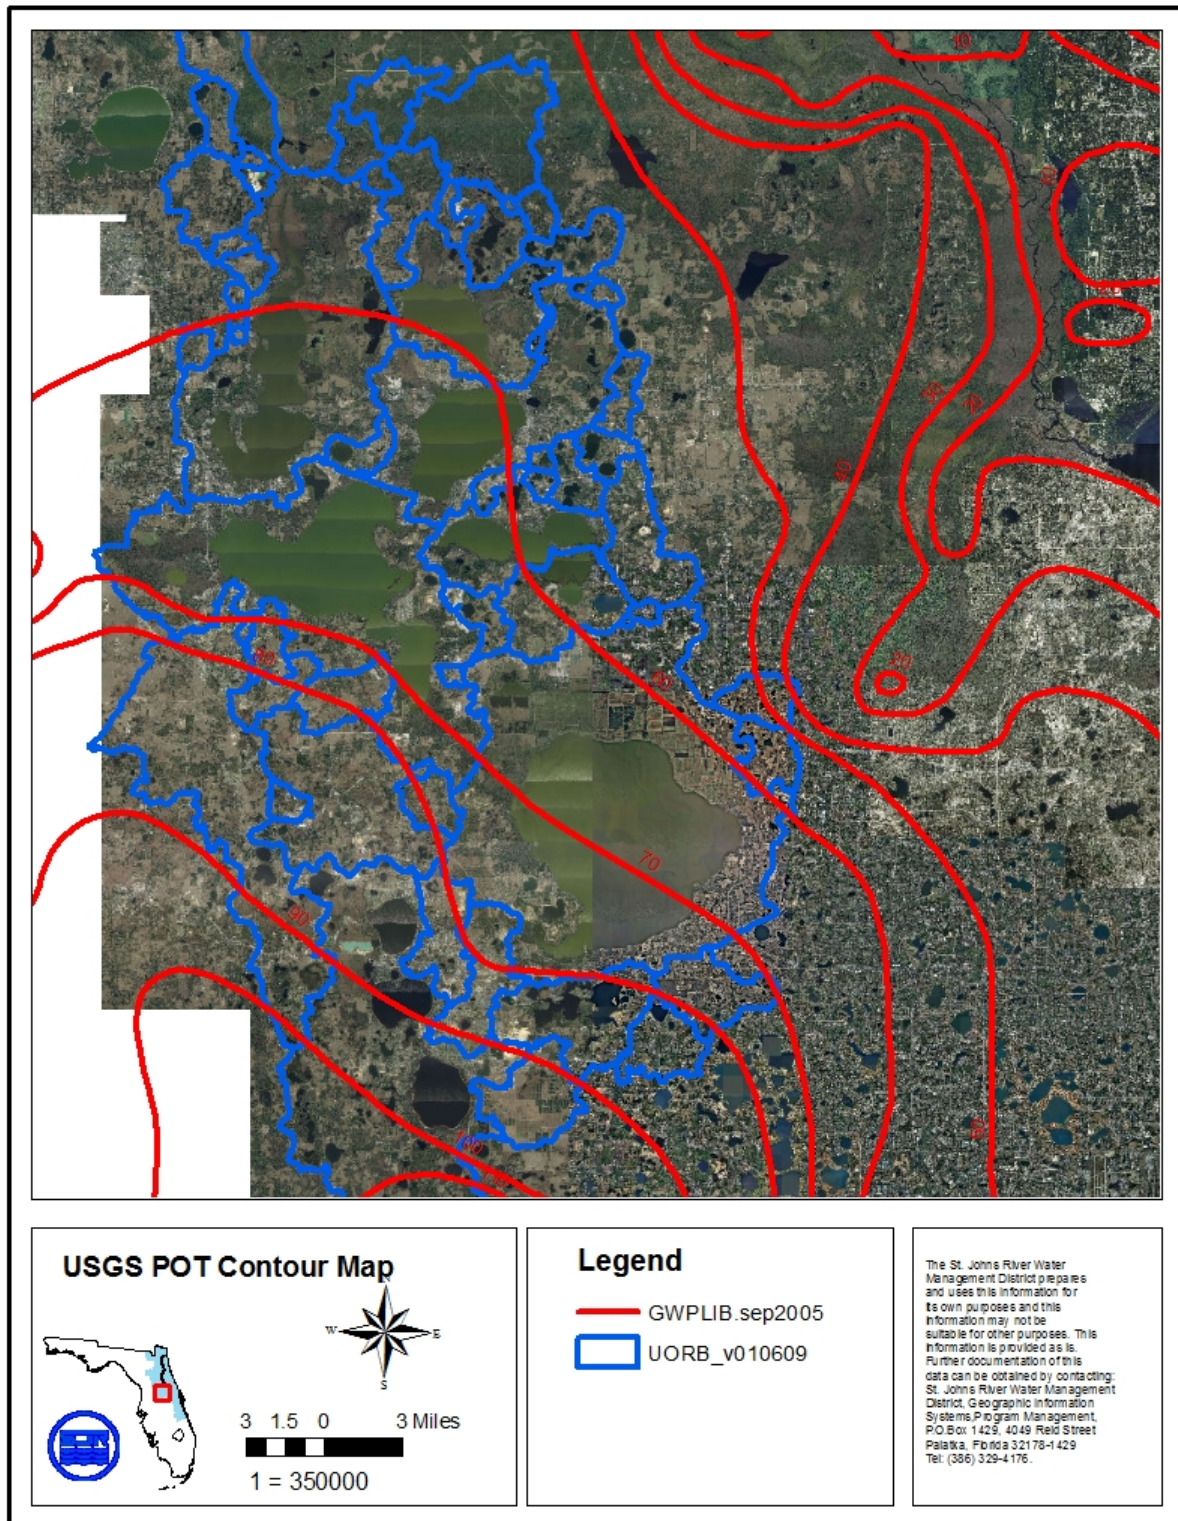 10
10
30
20
40
20
80
60
70
90
50
100
USGS POT Contour Map
N
W
E
S
3 1.5 0 3 Miles
1 = 350000
Legend
GWPLIB.sep2005
UORB_v010609
The St. Johns River Water
Management District prepares
and uses this information for
its own purposes and this
information may not be
suitable for other purposes. This
information is provided as is.
Further documentation of this
data can be obtained by contacting:
St. Johns River Water Management
District, Geographic Information
Systems,Program Management,
P.O.Box 1429, 4049 Reid Street
Palatka, Florida 32178-1429
Tel: (386) 329-4176.